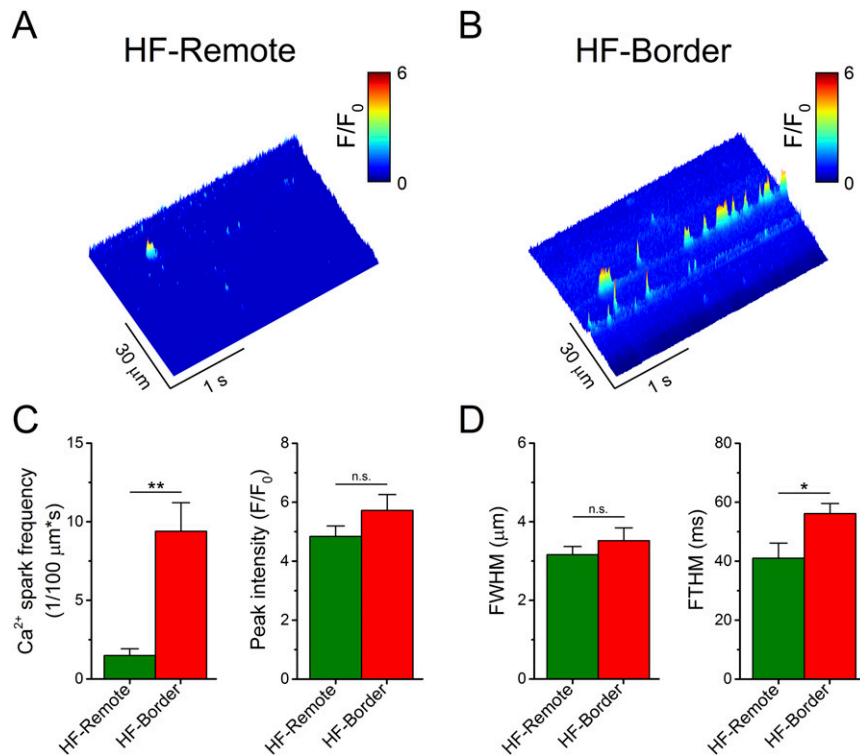 A
HF-Remote
6
F/F₀
0
30 μm
1 s
B
HF-Border
6
F/F₀
0
30 μm
1 s
C
Ca²⁺ spark frequency
(1/100 μm*s)
15
10
5
0
**
HF-Remote
HF-Border
Peak intensity (F/F₀)
8
6
4
2
0
n.s.
HF-Remote
HF-Border
D
FWHM (μm)
6
4
2
0
n.s.
HF-Remote
HF-Border
FTHM (ms)
80
60
40
20
0
*
HF-Remote
HF-Border